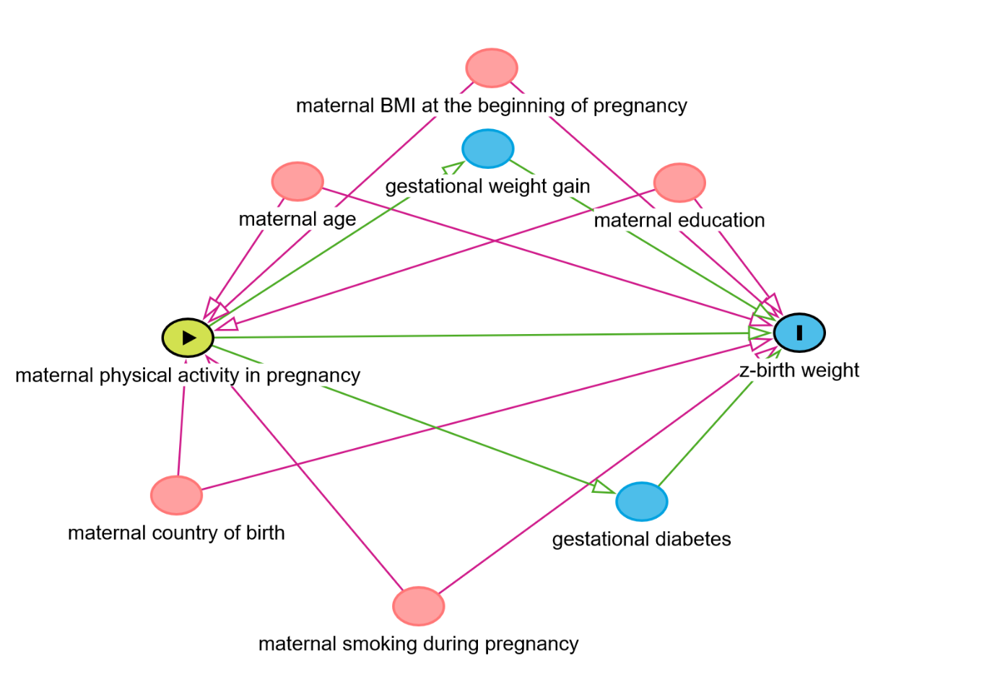 maternal BMI at the beginning of pregnancy
gestational weight gain
maternal age
maternal education
maternal physical activity in pregnancy
z-birth weight
maternal country of birth
gestational diabetes
maternal smoking during pregnancy